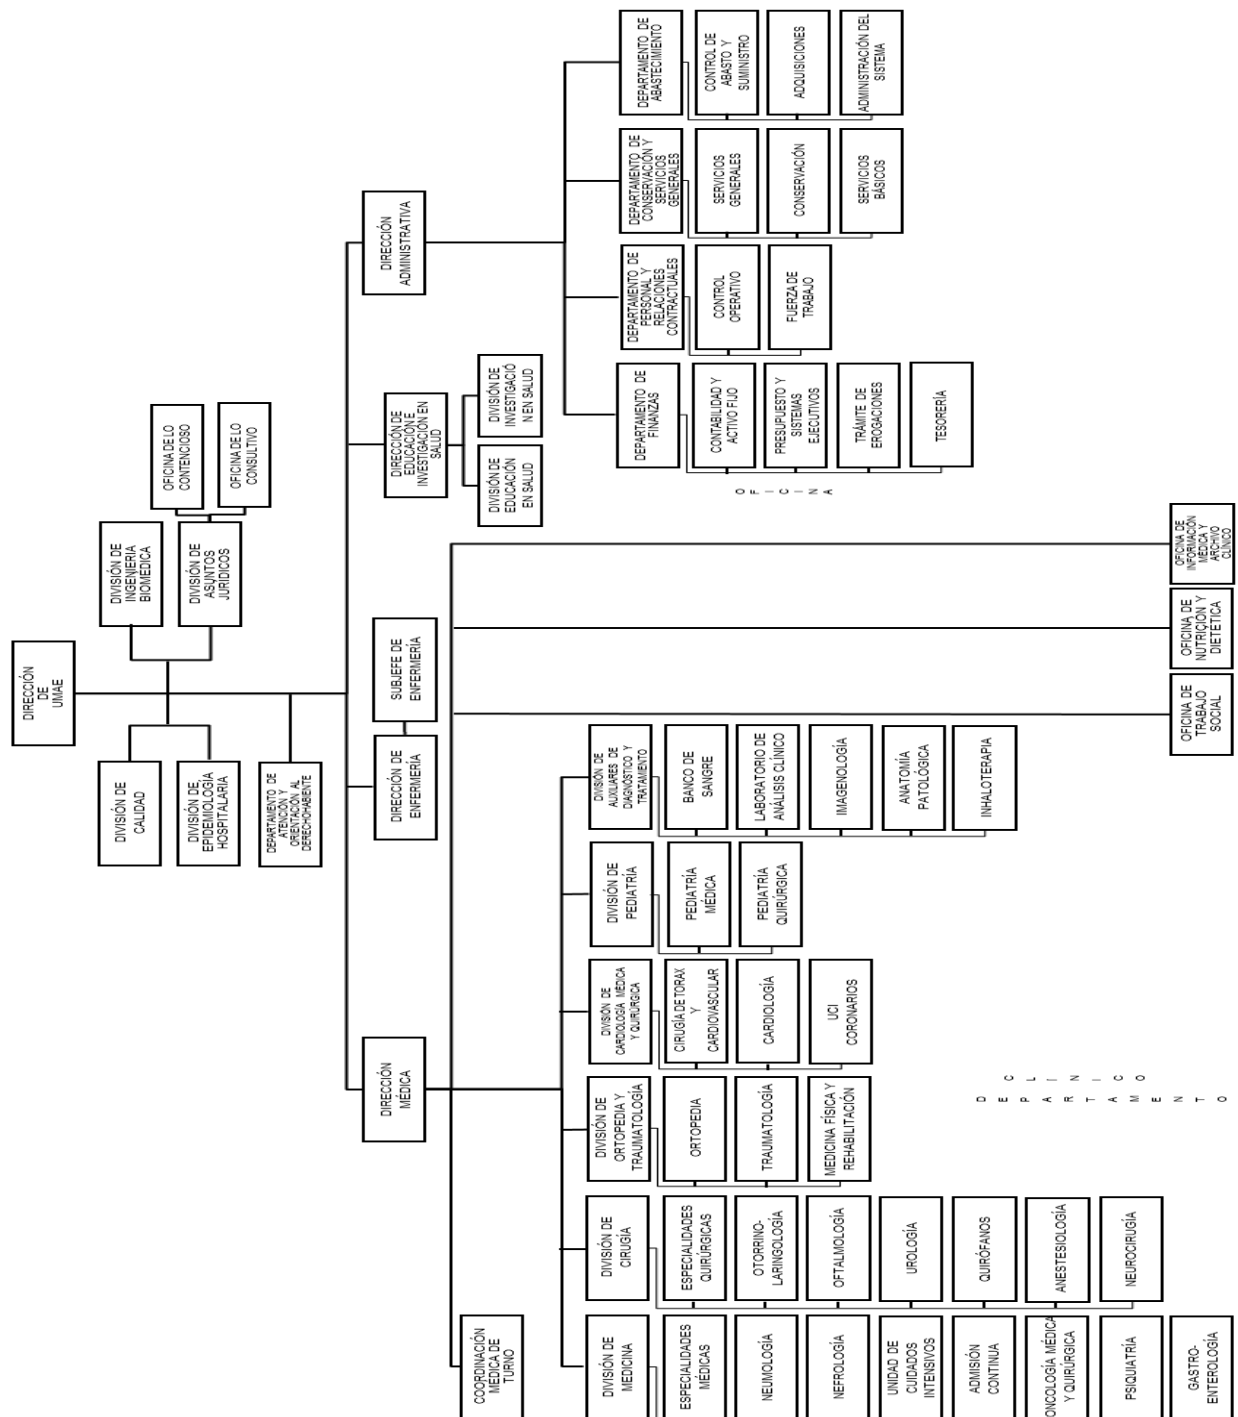 DIRECCIÓN
DE
UMAE
DIVISIÓN DE
CALIDAD
DIVISIÓN DE
INGENIERIA
BIOMEDICA
DIVISIÓN DE
EPIDEMIOLOGÍA
HOSPITALARIA
DIVISIÓN DE
ASUNTOS
JURIDICOS
OFICINA DE LO
CONTENCIOSO
OFICINA DE LO
CONSULTIVO
DEPARTAMENTO DE
ATENCIÓN Y
ORIENTACIÓN AL
DERECHOHABIENTE
DIRECCIÓN
MÉDICA
DIRECCIÓN DE
ENFERMERÍA
SUBJEFE DE
ENFERMERÍA
DIRECCIÓN DE
EDUCACIÓN E
INVESTIGACIÓN EN
SALUD
DIRECCIÓN
ADMINISTRATIVA
COORDINACIÓN
MÉDICA DE
TURNO
DIVISIÓN DE
EDUCACIÓN
EN SALUD
DIVISIÓN DE
INVESTIGACIÓ
N EN SALUD
DIVISIÓN DE
MEDICINA
ESPECIALIDADES
MÉDICAS
NEUMOLOGÍA
NEFROLOGÍA
UNIDAD DE
CUIDADOS
INTENSIVOS
ADMISIÓN
CONTINUA
ONCOLOGÍA MÉDICA
Y QUIRÚRGICA
PSIQUIATRÍA
GASTRO-
ENTEROLOGÍA
DIVISIÓN DE
CIRUGÍA
ESPECIALIDADES
QUIRÚRGICAS
OTORRINO-
LARINGOLOGÍA
OFTALMOLOGÍA
UROLOGÍA
QUIRÓFANOS
ANESTESIOLOGÍA
NEUROCIRUGÍA
DIVISIÓN DE
ORTOPEDIA Y
TRAUMATOLOGÍA
ORTOPEDIA
TRAUMATOLOGÍA
MEDICINA FÍSICA Y
REHABILITACIÓN
DIVISIÓN DE
CARDIOLOGÍA MÉDICA
Y QUIRÚRGICA
CIRUGÍA DE TORAX
Y
CARDIOVASCULAR
CARDIOLOGÍA
UCI
CORONARIOS
DIVISIÓN DE
PEDIATRÍA
PEDIATRÍA
MÉDICA
PEDIATRÍA
QUIRÚRGICA
DIVISIÓN DE
AUXILIARES DE
DIAGNÓSTICO Y
TRATAMIENTO
BANCO DE
SANGRE
LABORATORIO DE
ANÁLISIS CLÍNICO
IMAGENOLOGÍA
ANATOMÍA
PATOLÓGICA
INHALOTERAPIA
DEPARTAMENTO
CLÍNICO
OFICINA DE
TRABAJO
SOCIAL
OFICINA DE
NUTRICION Y
DIETÉTICA
OFICINA DE
INFORMACIÓN
MÉDICA Y
ARCHIVO
CLÍNICO
OFICINA
DEPARTAMENTO DE
FINANZAS
CONTABILIDAD Y
ACTIVO FIJO
PRESUPUESTO Y
SISTEMAS
EJECUTIVOS
TRÁMITE DE
EROGACIONES
TESORERÍA
DEPARTAMENTO DE
PERSONAL Y
RELACIONES
CONTRACTUALES
CONTROL
OPERATIVO
FUERZA DE
TRABAJO
DEPARTAMENTO DE
CONSERVACIÓN Y
SERVICIOS
GENERALES
SERVICIOS
GENERALES
CONSERVACIÓN
SERVICIOS
BÁSICOS
DEPARTAMENTO DE
ABASTECIMIENTO
CONTROL DE
ABASTO Y
SUMINISTRO
ADQUISICIONES
ADMINISTRACIÓN DEL
SISTEMA